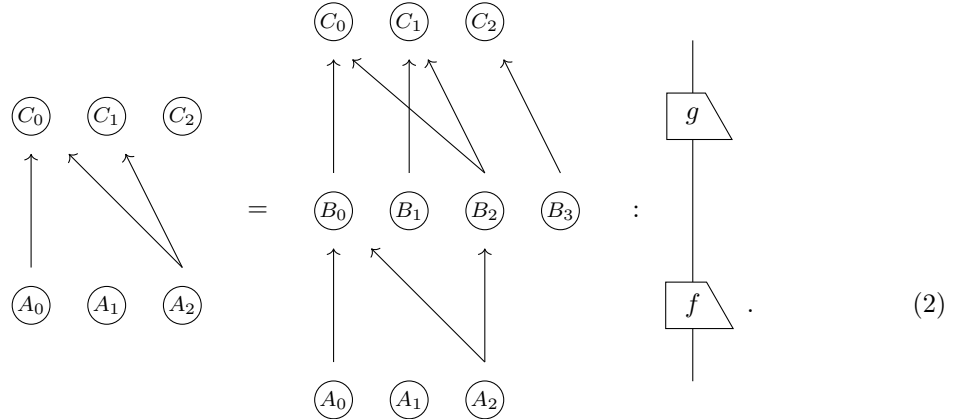 C₀ C₁ C₂
g
C₀ C₁ C₂
= B₀ B₁ B₂ B₃ :
A₀ A₁ A₂
f . (2)
A₀ A₁ A₂